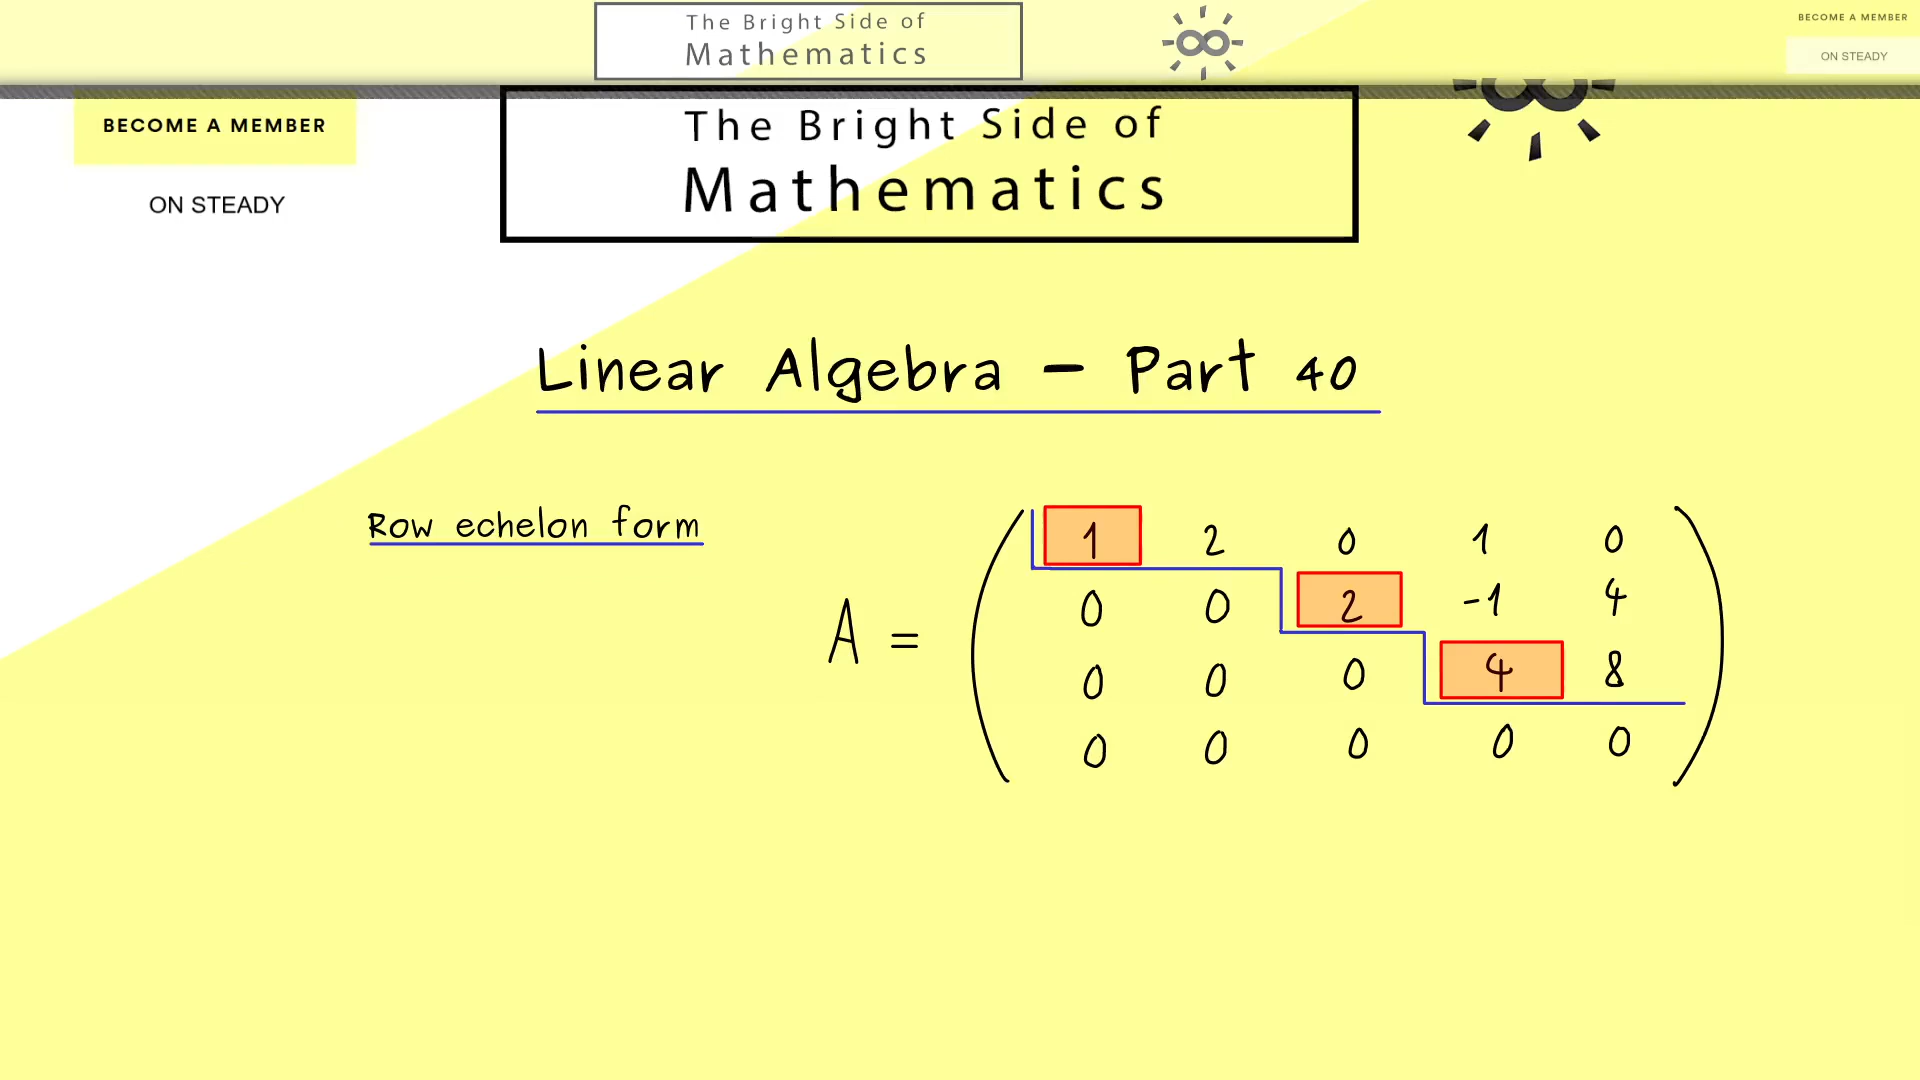 The Bright Side of
Mathematics
BECOME A MEMBER
ON STEADY
BECOME A MEMBER
ON STEADY
The Bright Side of
Mathematics
Linear Algebra - Part 40
Row echelon form
A =
1 2 0 1 0
0 0 2 -1 4
0 0 0 4 8
0 0 0 0 0